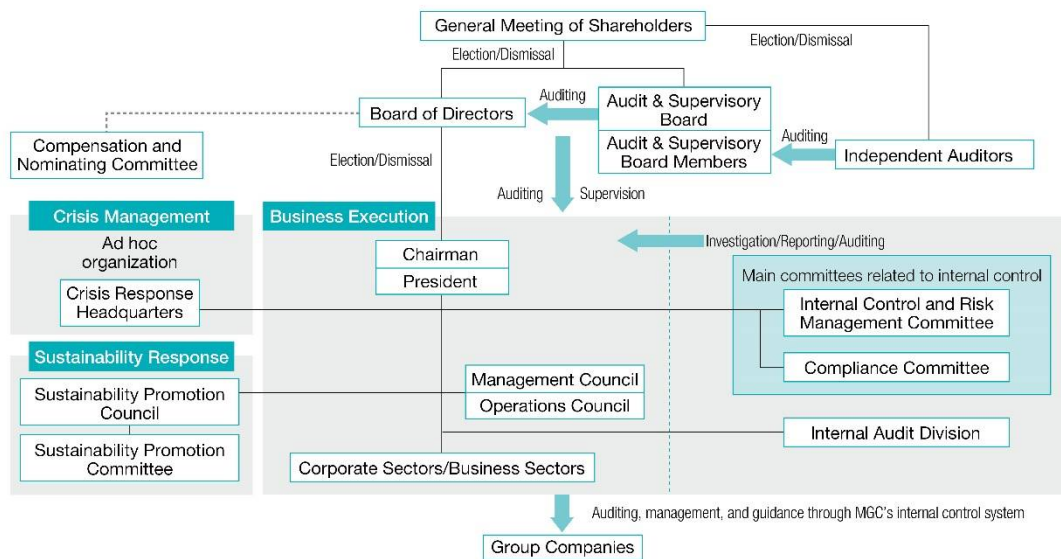 General Meeting of Shareholders
Election/Dismissal
Election/Dismissal
Board of Directors
Auditing
Audit & Supervisory
Board
Audit & Supervisory
Board Members
Auditing
Independent Auditors
Compensation and
Nominating Committee
Election/Dismissal
Auditing
Supervision
Crisis Management
Ad hoc
organization
Crisis Response
Headquarters
Business Execution
Chairman
President
Investigation/Reporting/Auditing
Main committees related to internal control
Internal Control and Risk
Management Committee
Compliance Committee
Sustainability Response
Sustainability Promotion
Council
Sustainability Promotion
Committee
Management Council
Operations Council
Internal Audit Division
Corporate Sectors/Business Sectors
Auditing, management, and guidance through MGC's internal control system
Group Companies